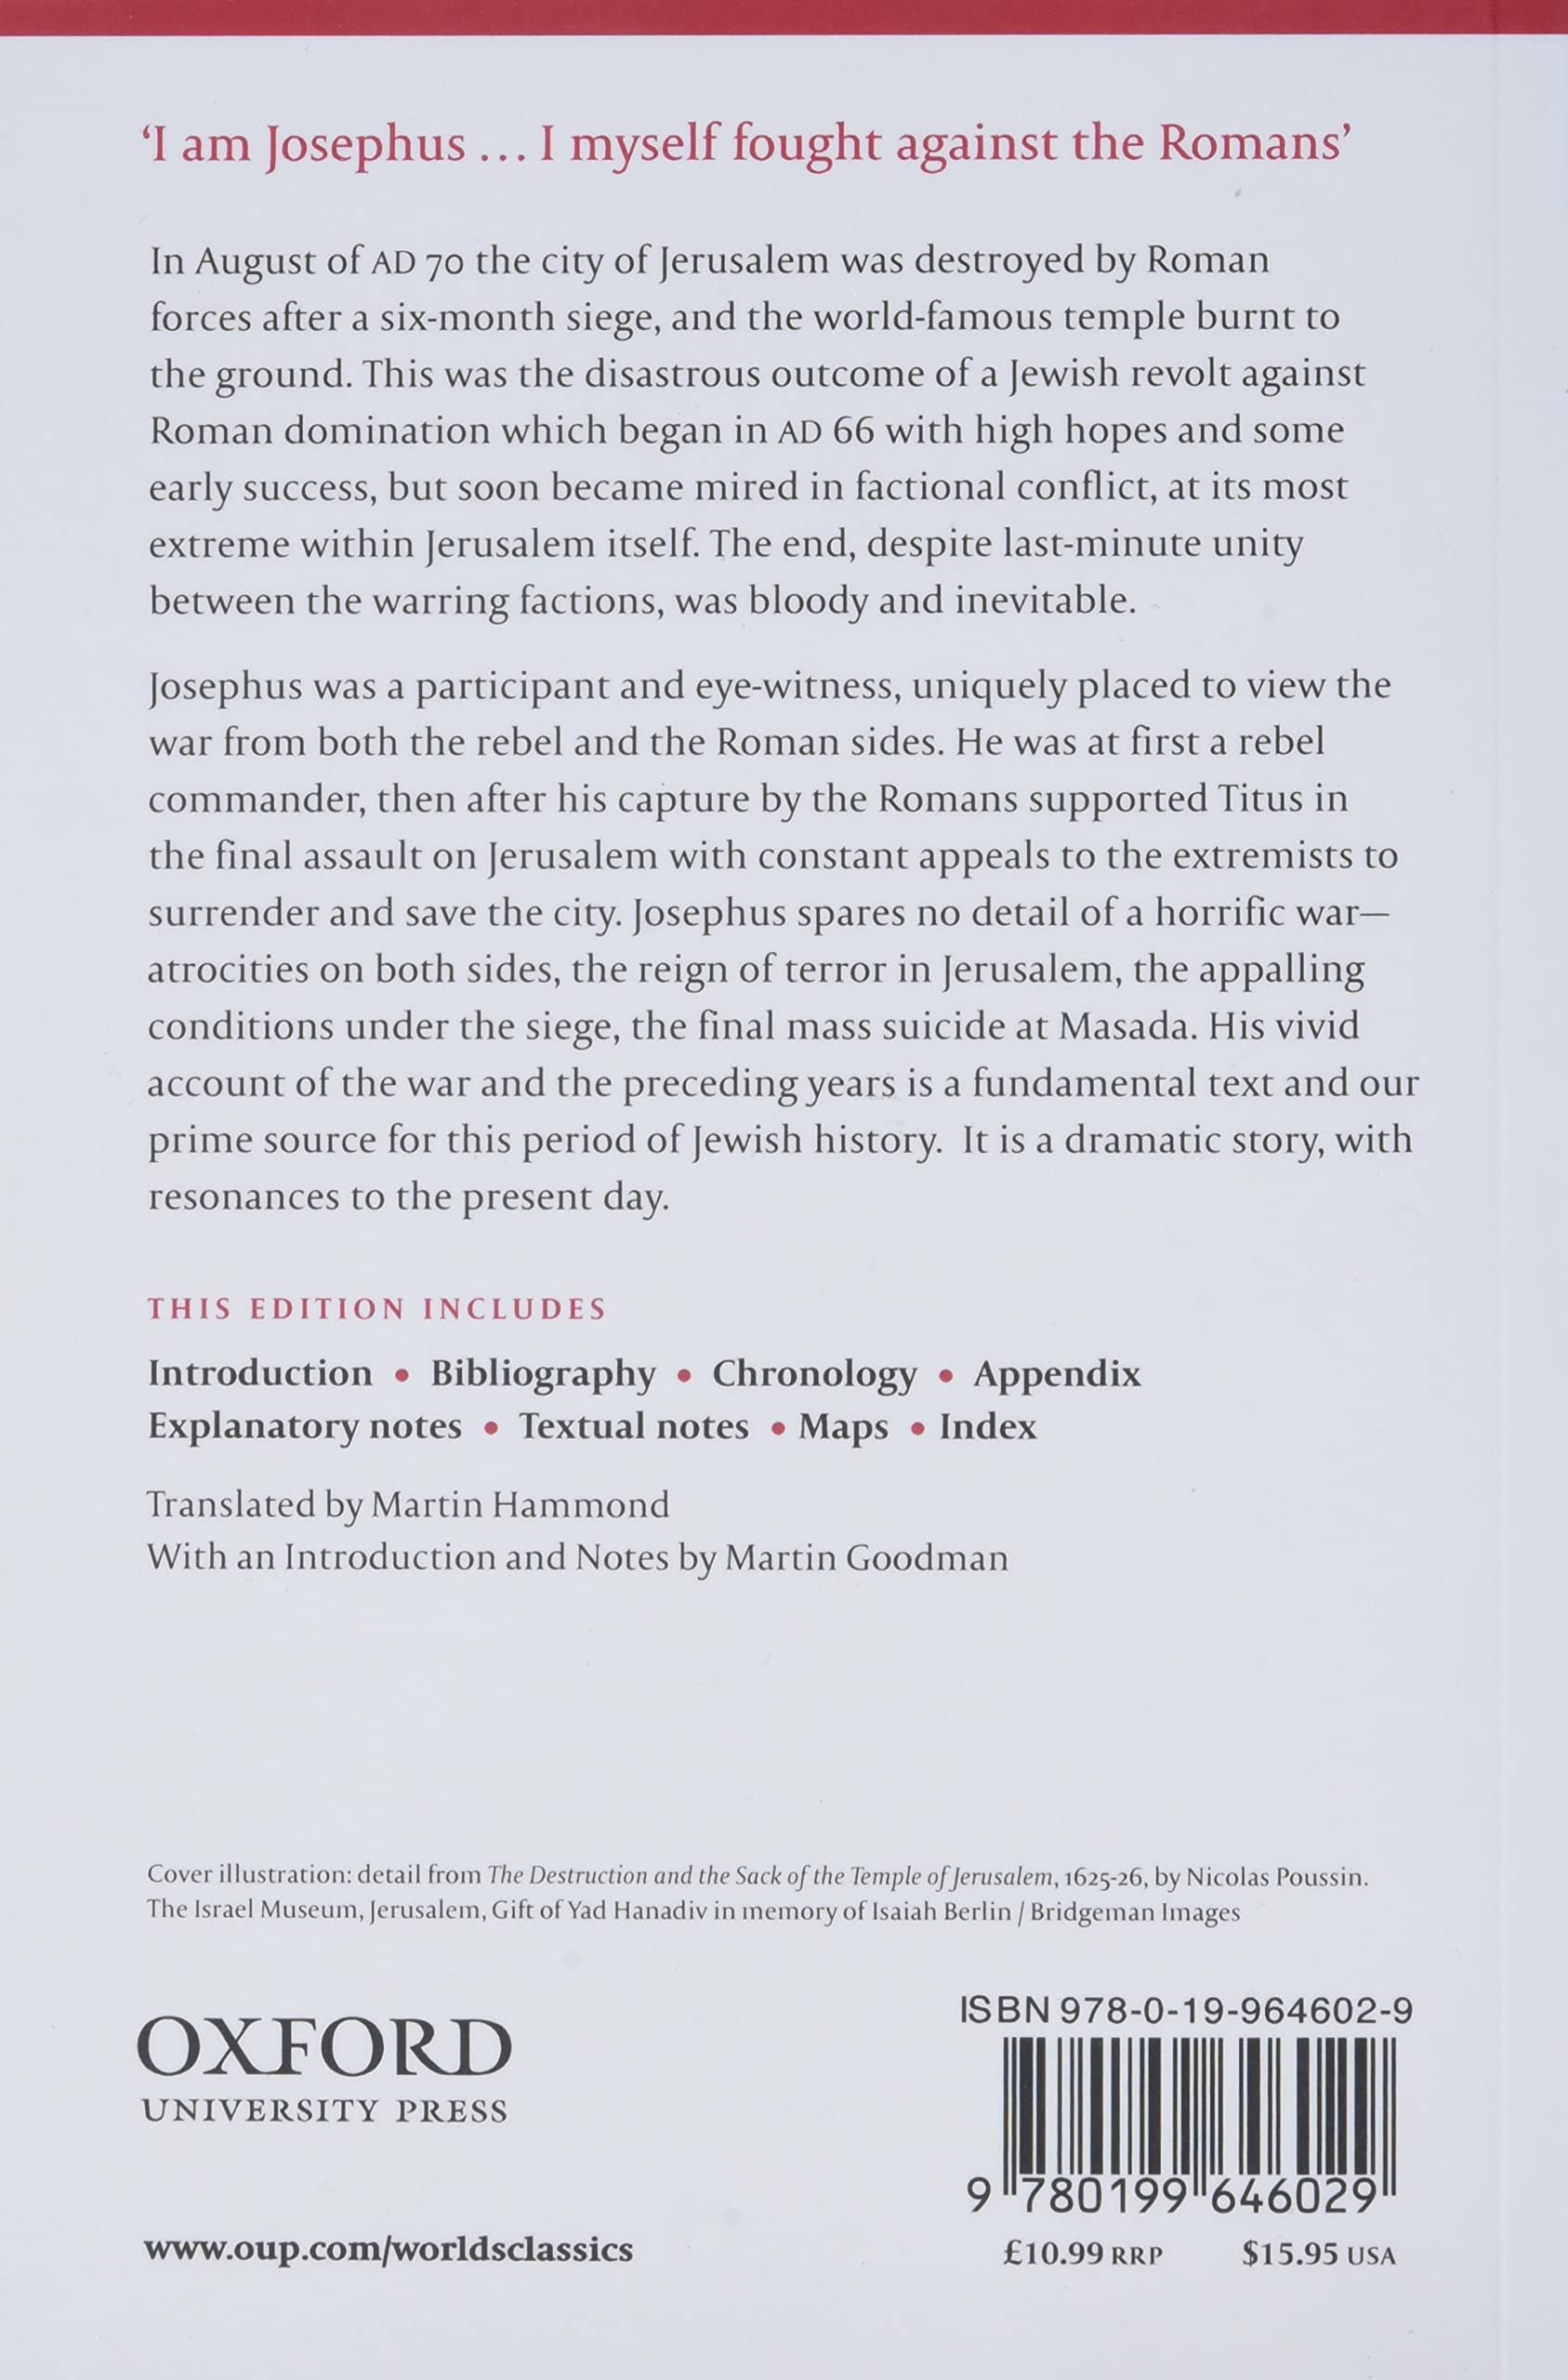 ‘I am Josephus ... I myself fought against the Romans’
In August of AD 70 the city of Jerusalem was destroyed by Roman
forces after a six-month siege, and the world-famous temple burnt to
the ground. This was the disastrous outcome of a Jewish revolt against
Roman domination which began in AD 66 with high hopes and some
early success, but soon became mired in factional conflict, at its most
extreme within Jerusalem itself. The end, despite last-minute unity
between the warring factions, was bloody and inevitable.
Josephus was a participant and eye-witness, uniquely placed to view the
war from both the rebel and the Roman sides. He was at first a rebel
commander, then after his capture by the Romans supported Titus in
the final assault on Jerusalem with constant appeals to the extremists to
surrender and save the city. Josephus spares no detail of a horrific war—
atrocities on both sides, the reign of terror in Jerusalem, the appalling
conditions under the siege, the final mass suicide at Masada. His vivid
account of the war and the preceding years is a fundamental text and our
prime source for this period of Jewish history. It is a dramatic story, with
resonances to the present day.
THIS EDITION INCLUDES
Introduction • Bibliography • Chronology • Appendix
Explanatory notes • Textual notes • Maps • Index
Translated by Martin Hammond
With an Introduction and Notes by Martin Goodman
Cover illustration: detail from The Destruction and the Sack of the Temple of Jerusalem, 1625-26, by Nicolas Poussin.
The Israel Museum, Jerusalem, Gift of Yad Hanadiv in memory of Isaiah Berlin / Bridgeman Images
OXFORD
UNIVERSITY PRESS
www.oup.com/worldsclassics
ISBN 978-0-19-964602-9
9 780199 646029
£10.99 RRP $15.95 USA